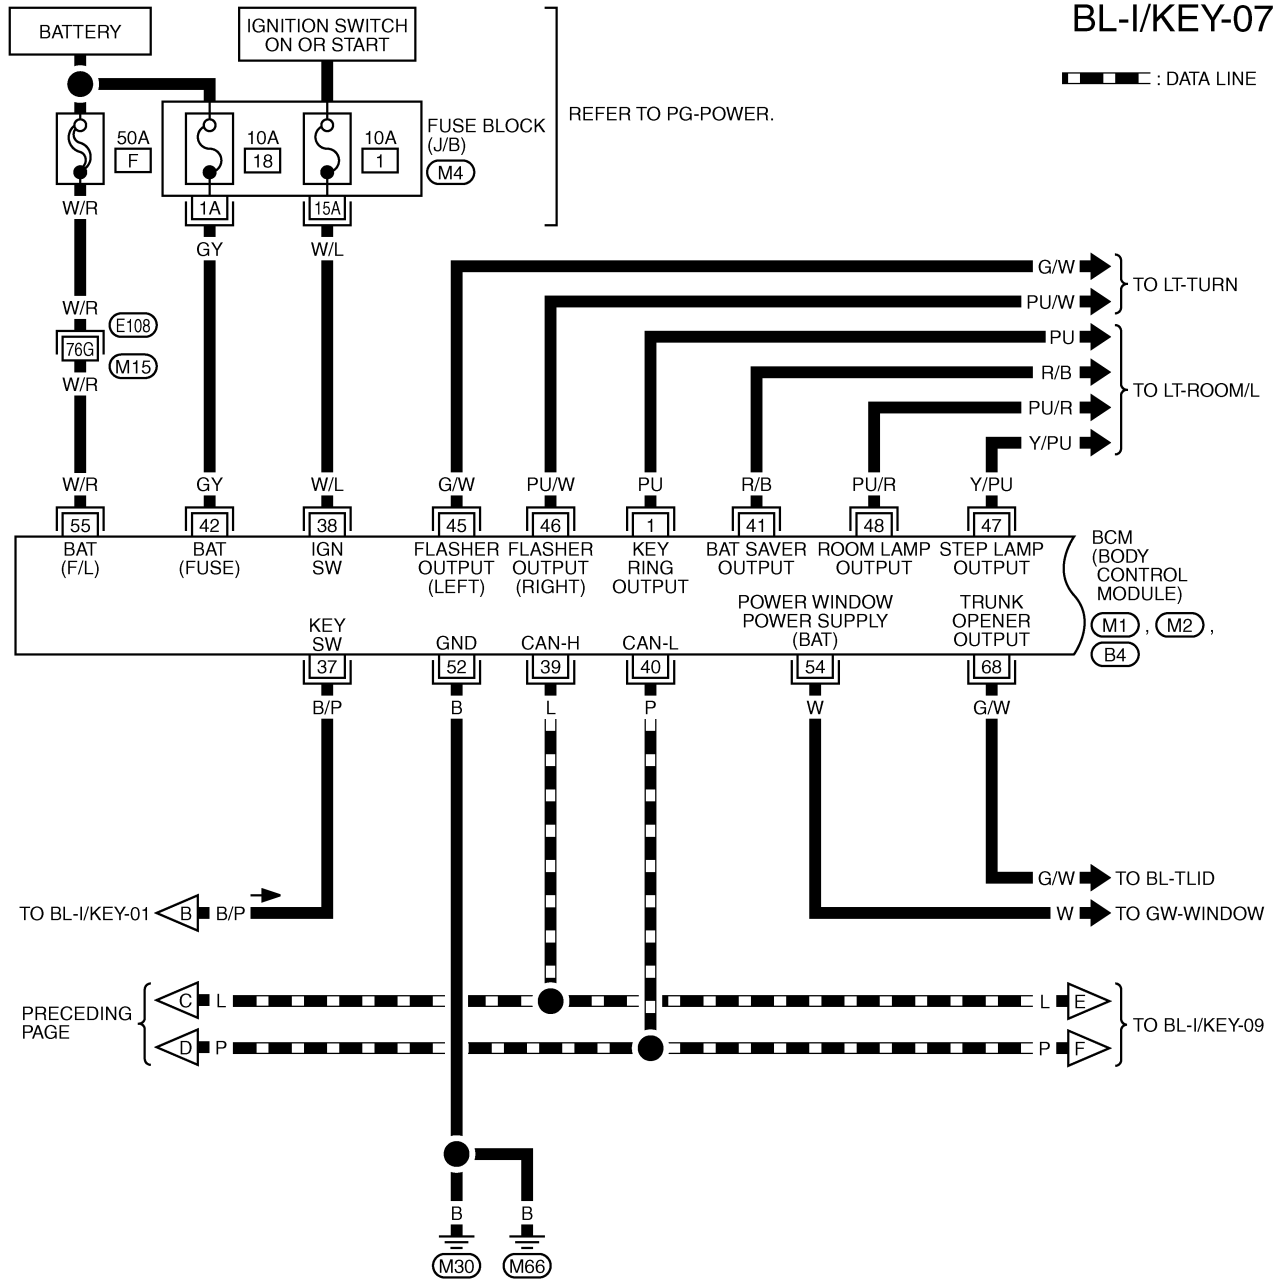 BL-I/KEY-07
BATTERY
IGNITION SWITCH
ON OR START
: DATA LINE
REFER TO PG-POWER.
50A
F
10A
18
10A
1
FUSE BLOCK
(J/B)
M4
W/R
1A
15A
GY
W/L
G/W
TO LT-TURN
W/R
PU/W
E108
76G
M15
PU
W/R
R/B
TO LT-ROOM/L
PU/R
Y/PU
W/R
GY
W/L
G/W
PU/W
PU
R/B
PU/R
Y/PU
55
42
38
45
46
1
41
48
47
BAT
(F/L)
BAT
(FUSE)
IGN
SW
FLASHER
OUTPUT
(LEFT)
FLASHER
OUTPUT
(RIGHT)
KEY
RING
OUTPUT
BAT SAVER
OUTPUT
ROOM LAMP
OUTPUT
STEP LAMP
OUTPUT
BCM
(BODY
CONTROL
MODULE)
M1 , M2 ,
B4
KEY
SW
GND
CAN-H
CAN-L
POWER WINDOW
POWER SUPPLY
(BAT)
TRUNK
OPENER
OUTPUT
37
52
39
40
54
68
B/P
B
L
P
W
G/W
G/W
TO BL-TLID
TO BL-I/KEY-01
B
B/P
W
TO GW-WINDOW
PRECEDING
PAGE
C
L
L
E
D
P
P
F
TO BL-I/KEY-09
B
B
M30
M66